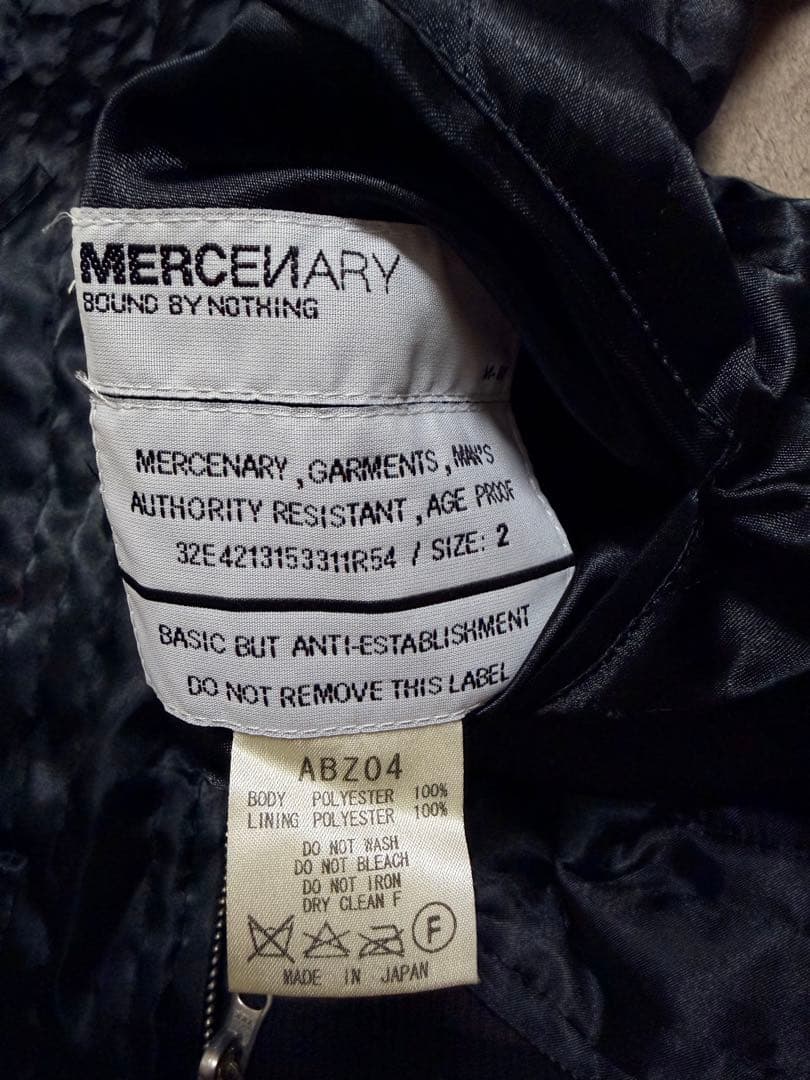 MERCEИARY
BOUND BY NOTHING
MERCENARY , GARMENTS , MAN'S
AUTHORITY RESISTANT , AGE PROOF
32E4213153311R54 / SIZE: 2
BASIC BUT ANTI-ESTABLISHMENT
DO NOT REMOVE THIS LABEL
ABZ04
BODY POLYESTER 100%
LINING POLYESTER 100%
DO NOT WASH
DO NOT BLEACH
DO NOT IRON
DRY CLEAN F
F
MADE IN JAPAN